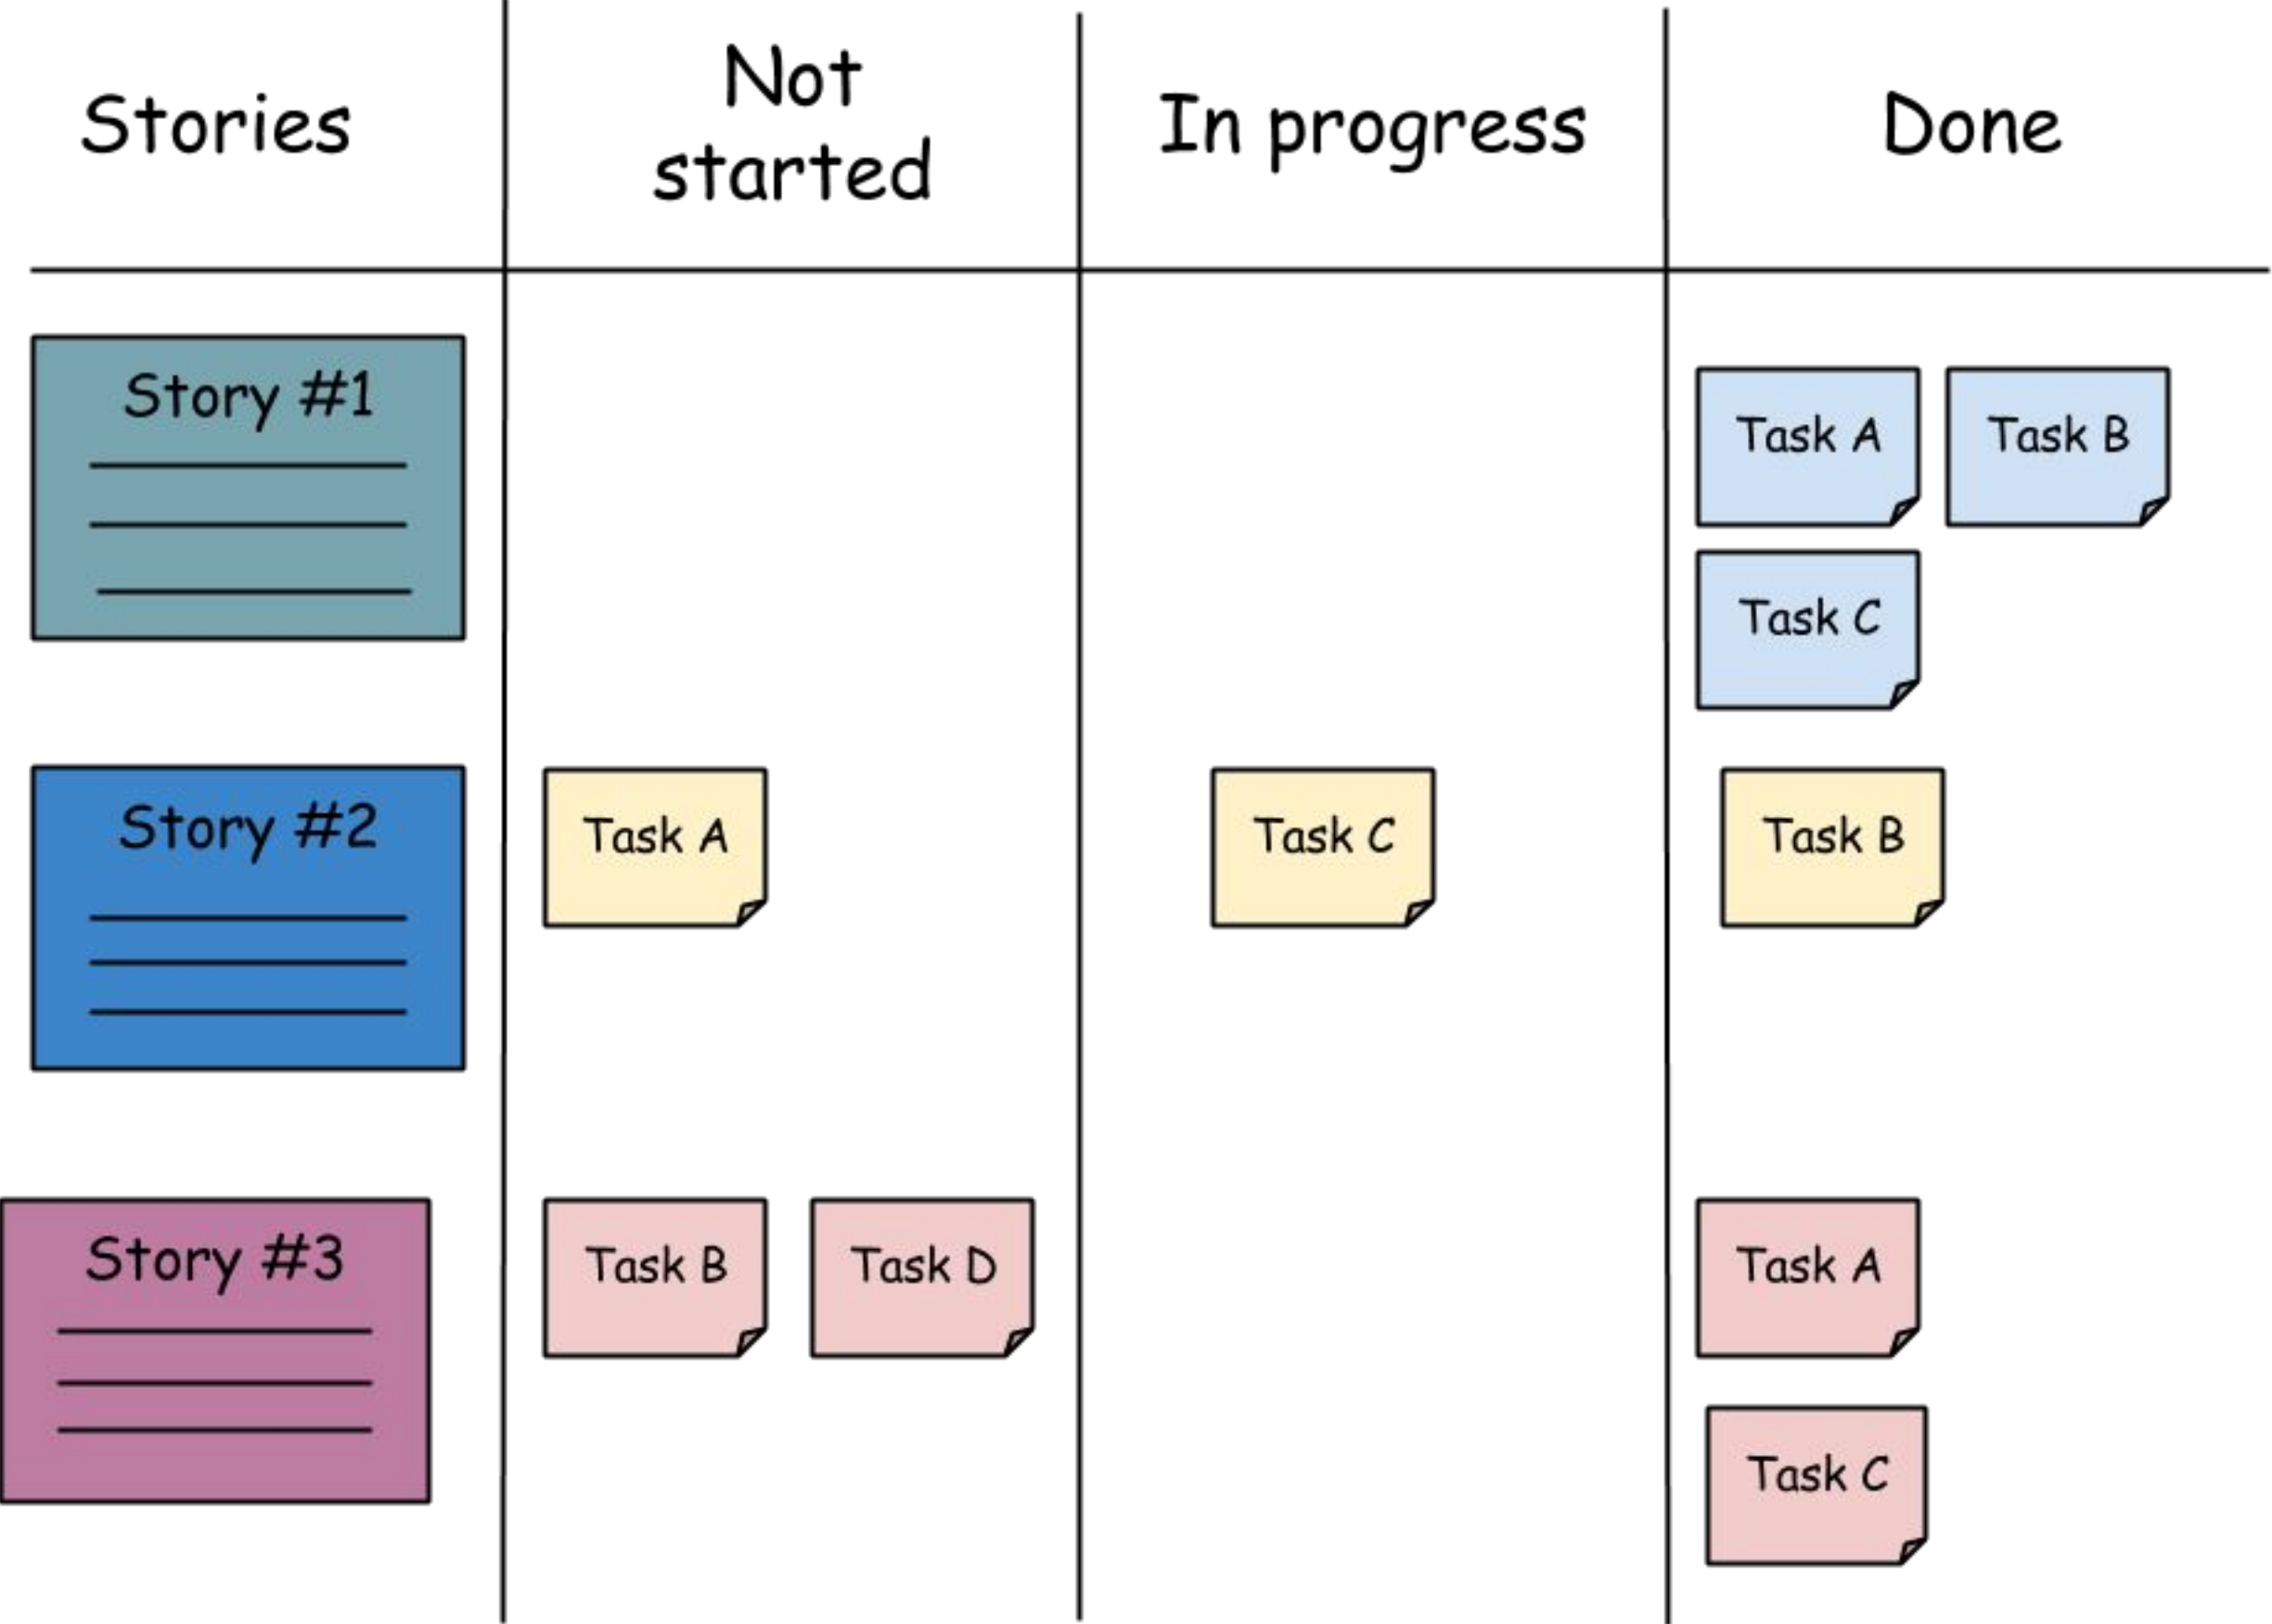 Stories
Not
started
In progress
Done
Story #1
Task A
Task B
Task C
Story #2
Task A
Task C
Task B
Story #3
Task B
Task D
Task A
Task C